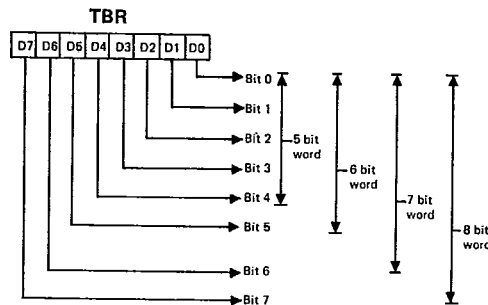 TBR
D7 D6 D5 D4 D3 D2 D1 D0
Bit 0
Bit 1
Bit 2
Bit 3
Bit 4
Bit 5
Bit 6
Bit 7
5 bit
word
6 bit
word
7 bit
word
8 bit
word